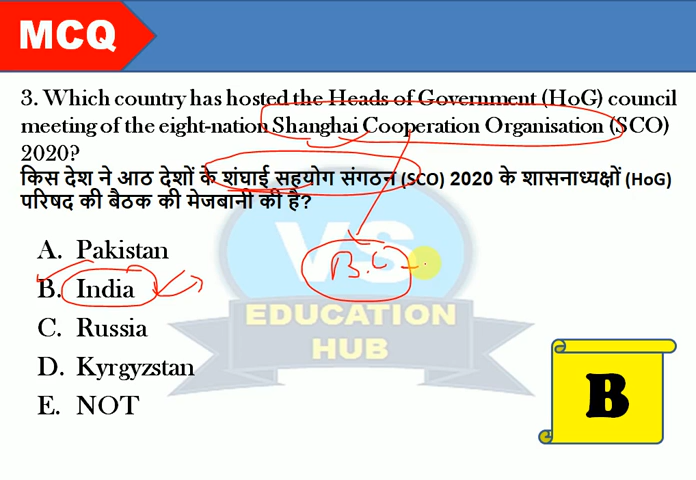 MCQ
3. Which country has hosted the Heads of Government (HoG) council
meeting of the eight-nation Shanghai Cooperation Organisation (SCO)
2020?
किस देश ने आठ देशों के शंघाई सहयोग संगठन (SCO) 2020 के शासनाध्यक्षों (HoG)
परिषद की बैठक की मेजबानी की है?
A. Pakistan
B. India
C. Russia
D. Kyrgyzstan
E. NOT
VS
EDUCATION
HUB
B